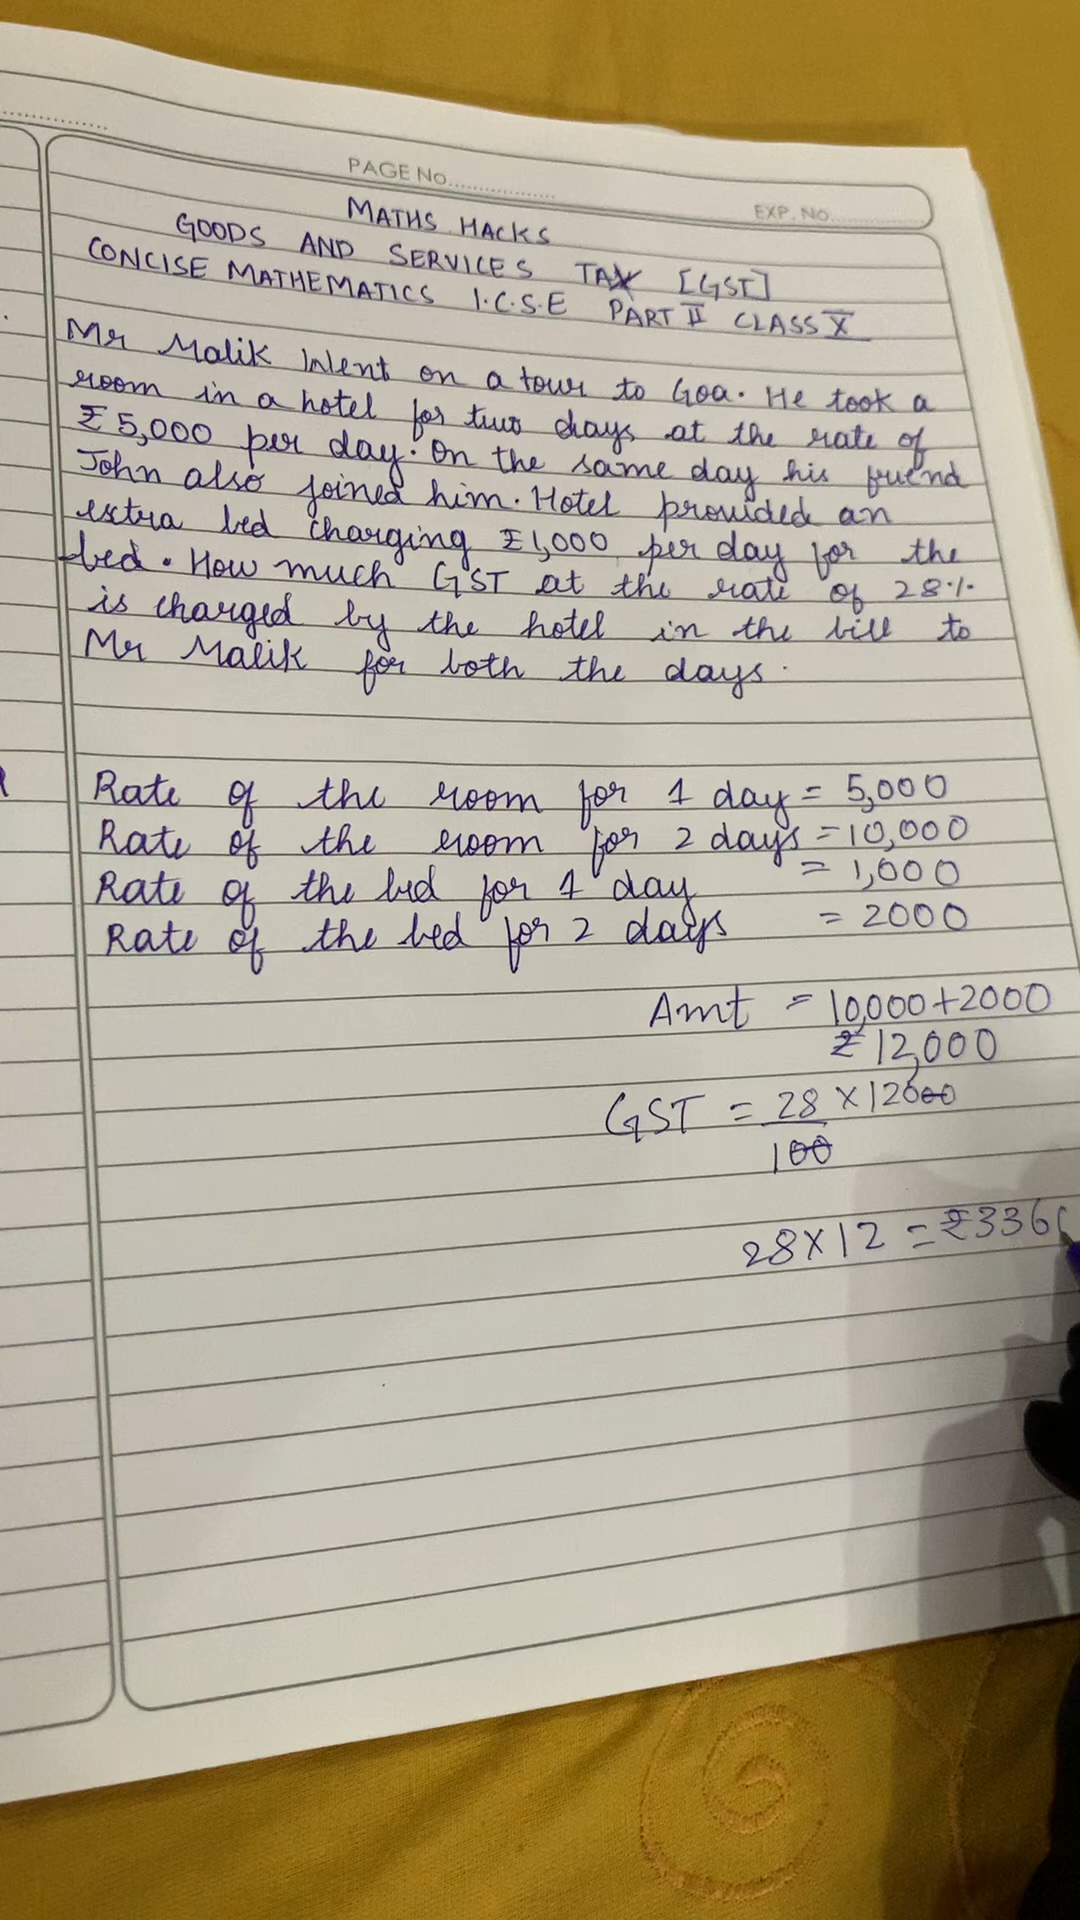 PAGE No.
EXP. NO.
MATHS HACKS
GOODS AND SERVICES TAX [GST]
CONCISE MATHEMATICS I.C.S.E PART II CLASS X
Mr Malik Went on a tour to Goa. He took a
room in a hotel for two days at the rate of
₹5,000 per day. On the same day his friend
John also joined him. Hotel provided an
extra bed charging ₹1,000 per day for the
bed. How much GST at the rate of 28%
is charged by the hotel in the bill to
Mr Malik for both the days.
Rate of the room for 1 day = 5,000
Rate of the room for 2 days = 10,000
Rate of the bed for 1 day = 1,000
Rate of the bed for 2 days = 2000
Amt = 10,000+2000
₹12,000
GST = 28 × 12000
100
28×12 = ₹336